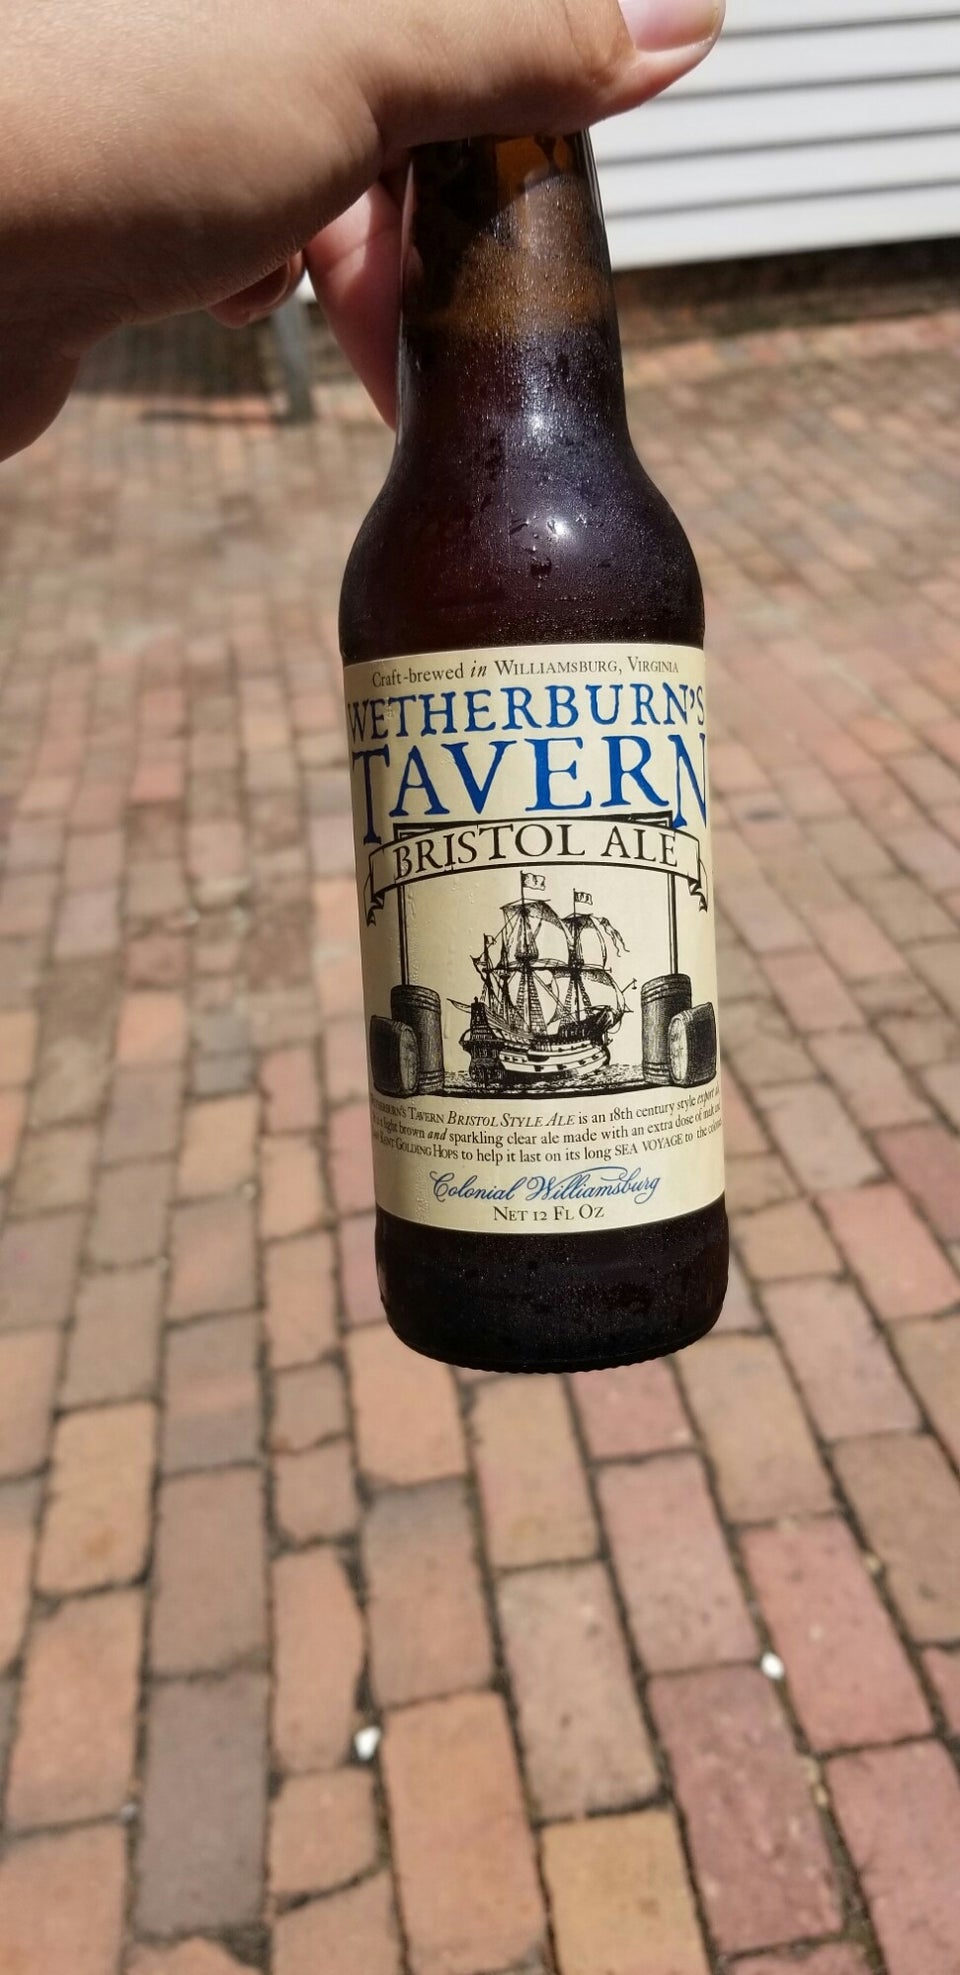 Craft-brewed in WILLIAMSBURG, VIRGINIA
WETHERBURN'S
TAVERN
BRISTOL ALE
TAVERN BRISTOL STYLE ALE is an 18th century style export
light brown and sparkling clear ale made with an extra dose of malt
KENT GOLDING HOPS to help it last on its long SEA VOYAGE to the
Colonial Williamsburg
NET 12 FL OZ